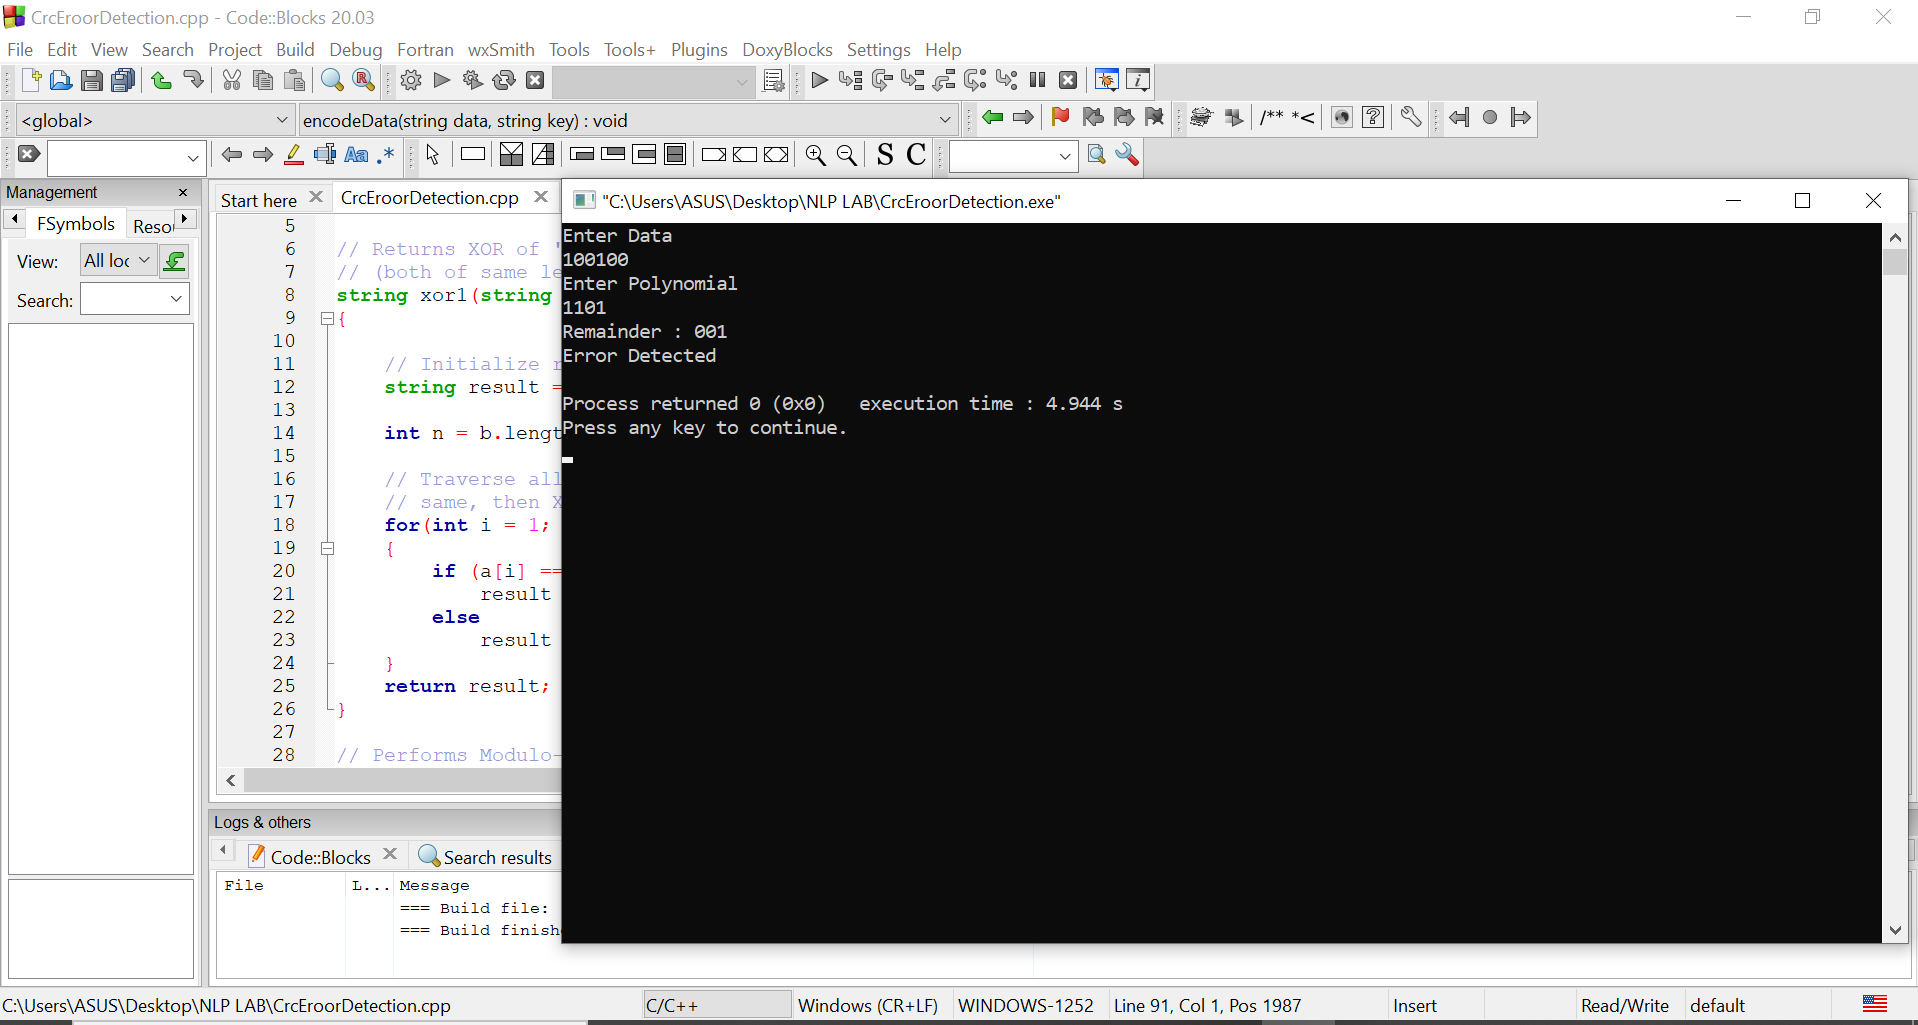 CrcEroorDetection.cpp - Code::Blocks 20.03
File Edit View Search Project Build Debug Fortran wxSmith Tools Tools+ Plugins DoxyBlocks Settings Help
<global> encodeData(string data, string key) : void
/** *<
Aa .* S C
Management
FSymbols Reso
View: All loc
Search:
Start here CrcEroorDetection.cpp
5
6 // Returns XOR of '
7 // (both of same le
8 string xor1(string
9 {
10
11 // Initialize r
12 string result =
13
14 int n = b.lengt
15
16 // Traverse all
17 // same, then X
18 for(int i = 1;
19 {
20 if (a[i] ==
21 result
22 else
23 result
24 }
25 return result;
26 }
27
28 // Performs Modulo-
"C:\Users\ASUS\Desktop\NLP LAB\CrcEroorDetection.exe"
Enter Data
100100
Enter Polynomial
1101
Remainder : 001
Error Detected
Process returned 0 (0x0) execution time : 4.944 s
Press any key to continue.
Logs & others
Code::Blocks Search results
File L... Message
=== Build file:
=== Build finish
C:\Users\ASUS\Desktop\NLP LAB\CrcEroorDetection.cpp C/C++ Windows (CR+LF) WINDOWS-1252 Line 91, Col 1, Pos 1987 Insert Read/Write default